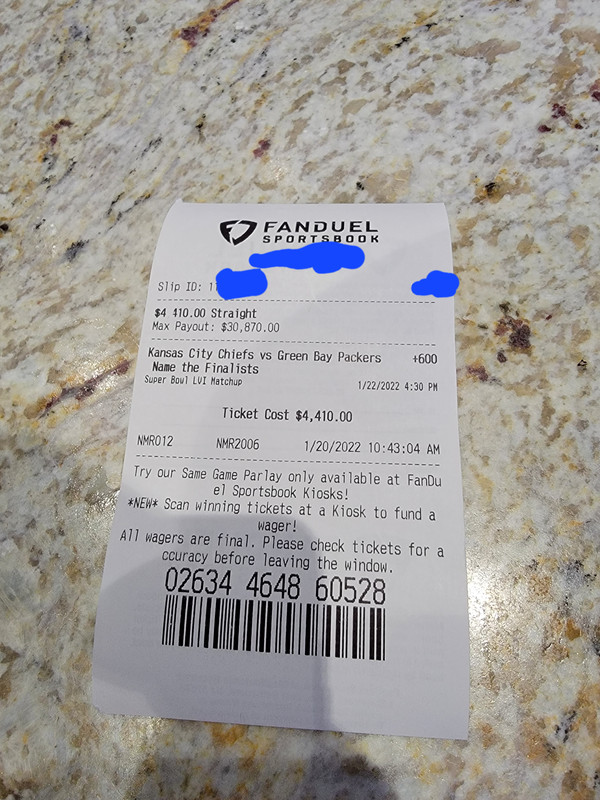 FANDUEL
SPORTSBOOK
Slip ID: 1
$4 410.00 Straight
Max Payout: $30,870.00
Kansas City Chiefs vs Green Bay Packers +600
Name the Finalists
Super Bowl LVI Matchup 1/22/2022 4:30 PM
Ticket Cost $4,410.00
NMR012 NMR2006 1/20/2022 10:43:04 AM
Try our Same Game Parlay only available at FanDu
el Sportsbook Kiosks!
*NEW* Scan winning tickets at a Kiosk to fund a
wager!
All wagers are final. Please check tickets for a
ccuracy before leaving the window.
02634 4648 60528